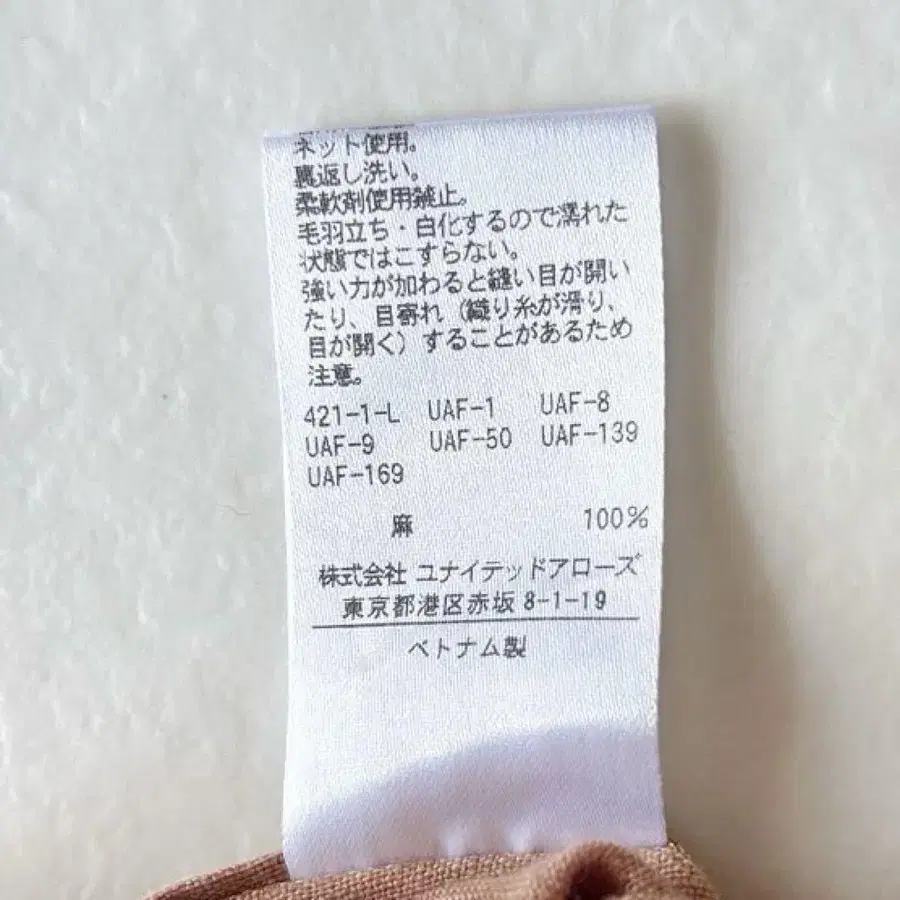 ネット使用。
裏返し洗い。
柔軟剤使用禁止。
毛羽立ち・白化するので濡れた
状態ではこすらない。
強い力が加わると縫い目が開い
たり、目寄れ（織り糸が滑り、
目が開く）することがあるため
注意。
421-1-L UAF-1 UAF-8
UAF-9 UAF-50 UAF-139
UAF-169
麻 100%
株式会社 ユナイテッドアローズ
東京都港区赤坂 8-1-19
ベトナム製